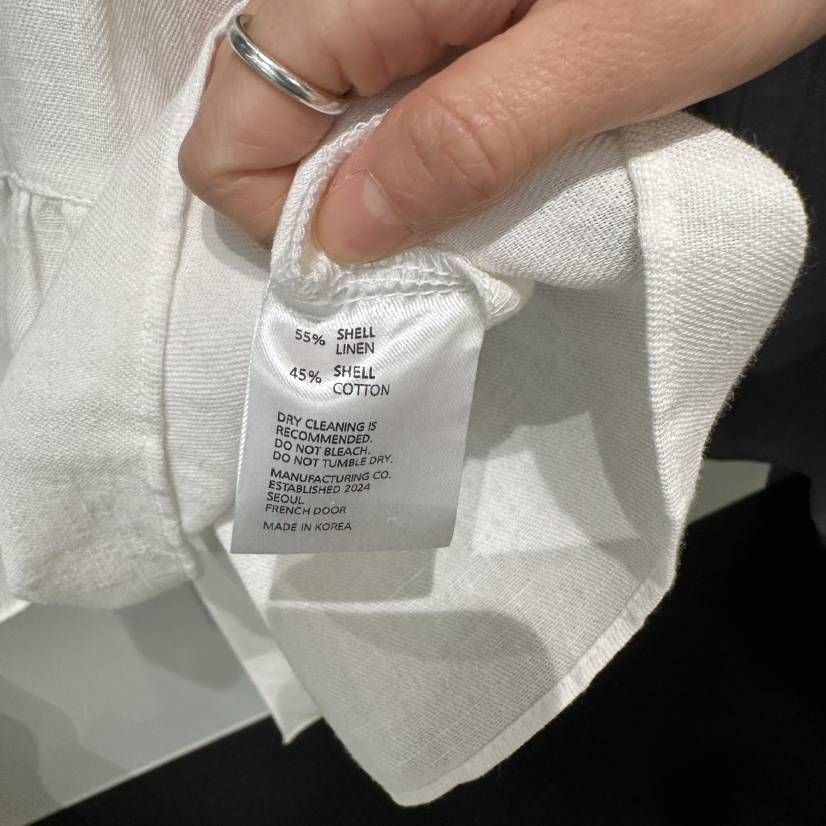 55% SHELL
LINEN
45% SHELL
COTTON
DRY CLEANING IS
RECOMMENDED.
DO NOT BLEACH.
DO NOT TUMBLE DRY.
MANUFACTURING CO.
ESTABLISHED 2024
SEOUL
FRENCH DOOR
MADE IN KOREA